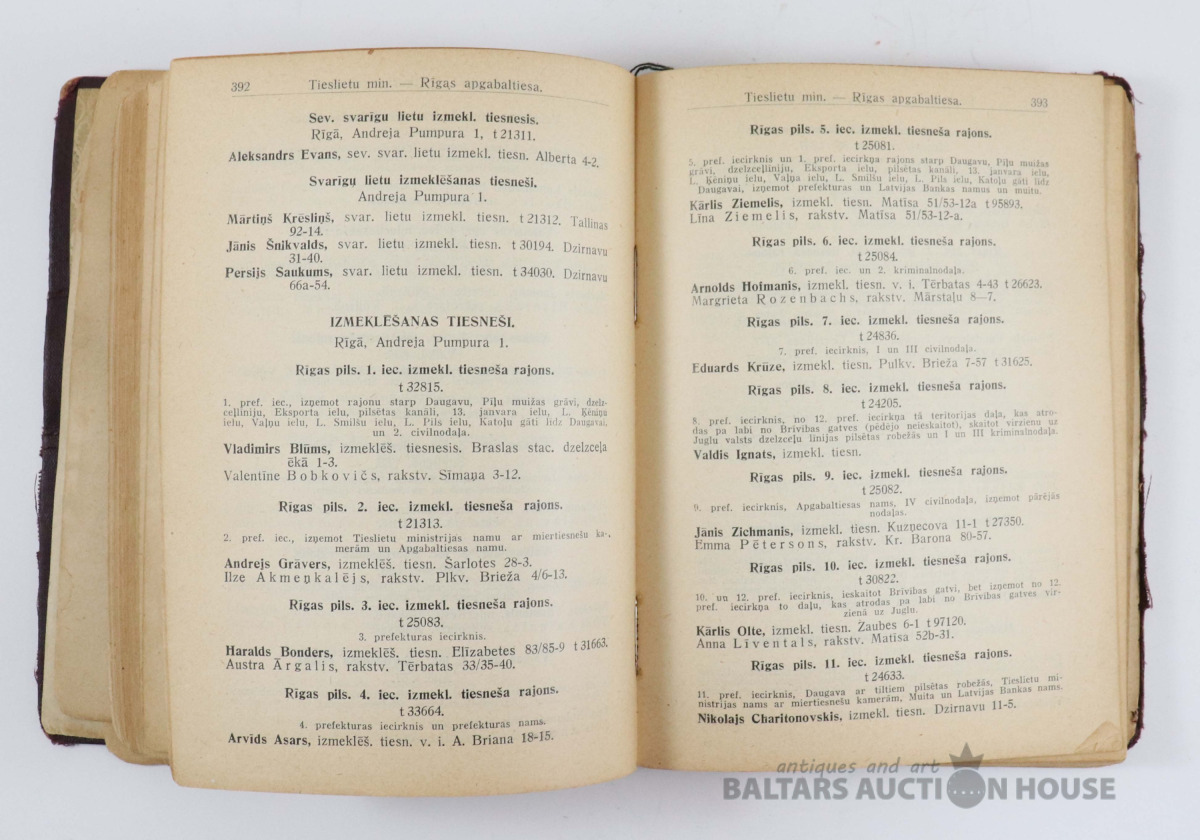 392 Tieslietu min. — Rīgas apgabaltiesa.
Sev. svarīgu lietu izmekl. tiesnesis.
Rīgā, Andreja Pumpura 1, t 21311.
Aleksandrs Evans, sev. svar. lietu izmekl. tiesn. Alberta 4-2.
Svarīgu lietu izmeklēšanas tiesneši.
Andreja Pumpura 1.
Mārtiņš Krēsliņš, svar. lietu izmekl. tiesn. t 21312. Tallinas
92-14.
Jānis Šnikvalds, svar. lietu izmekl. tiesn. t 30194. Dzirnavu
31-40.
Persijs Saukums, svar. lietu izmekl. tiesn. t 34030. Dzirnavu
66a-54.
IZMEKLĒŠANAS TIESNEŠI.
Rīgā, Andreja Pumpura 1.
Rīgas pils. 1. iec. izmekl. tiesneša rajons.
t 32815.
1. pref. iec., izņemot rajonu starp Daugavu, Pīļu muižas grāvi, dzelz-
ceļliniju, Eksporta ielu, pilsētas kanāli, 13. janvara ielu, L. Ķēniņu
ielu, Vaļņu ielu, L. Smilšu ielu, L. Pils ielu, Katoļu gāti līdz Daugavai,
un 2. civilnodaļa.
Vladimirs Blūms, izmeklēš. tiesnesis. Braslas stac. dzelzceļa
ēkā 1-3.
Valentīne Bobkovičs, rakstv. Sīmaņa 3-12.
Rīgas pils. 2. iec. izmekl. tiesneša rajons.
t 21313.
2. pref. iec., izņemot Tieslietu ministrijas namu ar miertiesnešu ka-
merām un Apgabaltiesas namu.
Andrejs Grāvers, izmeklēš. tiesn. Šarlotes 28-3.
Ilze Akmeņkalējs, rakstv. Plkv. Brieža 4/6-13.
Rīgas pils. 3. iec. izmekl. tiesneša rajons.
t 25083.
3. prefekturas iecirknis.
Haralds Bonders, izmeklēš. tiesn. Elīzabetes 83/85-9 t 31663.
Austra Ārgalis, rakstv. Tērbatas 33/35-40.
Rīgas pils. 4. iec. izmekl. tiesneša rajons.
t 33664.
4. prefekturas iecirknis un prefekturas nams.
Arvīds Asars, izmeklēš. tiesn. v. i. A. Briana 18-15.
Tieslietu min. — Rīgas apgabaltiesa. 393
Rīgas pils. 5. iec. izmekl. tiesneša rajons.
t 25081.
5. pref. iecirknis un 1. pref. iecirkņa rajons starp Daugavu, Pīļu muižas
grāvi, dzelzceļliniju, Eksporta ielu, pilsētas kanāli, 13. janvara ielu,
L. Ķēniņu ielu, Vaļņa ielu, L. Smilšu ielu, L. Pils ielu, Katoļu gāti līdz
Daugavai, izņemot prefekturas un Latvijas Bankas namus un muitu.
Kārlis Ziemelis, izmekl. tiesn. Matīsa 51/53-12a t 95893.
Līna Ziemelis, rakstv. Matīsa 51/53-12-a.
Rīgas pils. 6. iec. izmekl. tiesneša rajons.
t 25084.
6. pref. iec. un 2. kriminalnodaļa.
Arnolds Hofmanis, izmekl. tiesn. v. i. Tērbatas 4-43 t 26623.
Margrieta Rozenbachs, rakstv. Mārstaļu 8—7.
Rīgas pils. 7. iec. izmekl. tiesneša rajons.
t 24836.
7. pref. iecirknis, I un III civilnodaļa.
Eduards Krūze, izmekl. tiesn. Pulkv. Brieža 7-57 t 31625.
Rīgas pils. 8. iec. izmekl. tiesneša rajons.
t 24205.
8. pref. iecirknis, no 12. pref. iecirkņa tā teritorijas daļa, kas atro-
das pa labi no Brīvības gatves (pēdējo neieskaitot), skaitot virzienu uz
Juglu valsts dzelzceļu līnijas pilsētas robežās un I un III kriminalnodaļa.
Valdis Ignats, izmekl. tiesn.
Rīgas pils. 9. iec. izmekl. tiesneša rajons.
t 25082.
9. pref. iecirknis, Apgabaltiesas nams, IV civilnodaļa, izņemot pārējās
nodaļas.
Jānis Zichmanis, izmekl. tiesn. Kuzņecova 11-1 t 27350.
Emma Pētersons, rakstv. Kr. Barona 80-57.
Rīgas pils. 10. iec. izmekl. tiesneša rajons.
t 30822.
10. un 12. pref. iecirknis, ieskaitot Brīvības gatvi, bet izņemot no 12.
pref. iecirkņa to daļu, kas atrodas pa labi no Brīvības gatves vir-
zienā uz Juglu.
Kārlis Olte, izmekl. tiesn. Zaubes 6-1 t 97120.
Anna Līventals, rakstv. Matīsa 52b-31.
Rīgas pils. 11. iec. izmekl. tiesneša rajons.
t 24633.
11. pref. iecirknis, Daugava ar tiltiem pilsētas robežās, Tieslietu mi-
nistrijas nams ar miertiesnešu kamerām, Muita un Latvijas Bankas nams.
Nikolajs Charitonovskis, izmekl. tiesn. Dzirnavu 11-5.
antiques and art
BALTARS AUCTION HOUSE